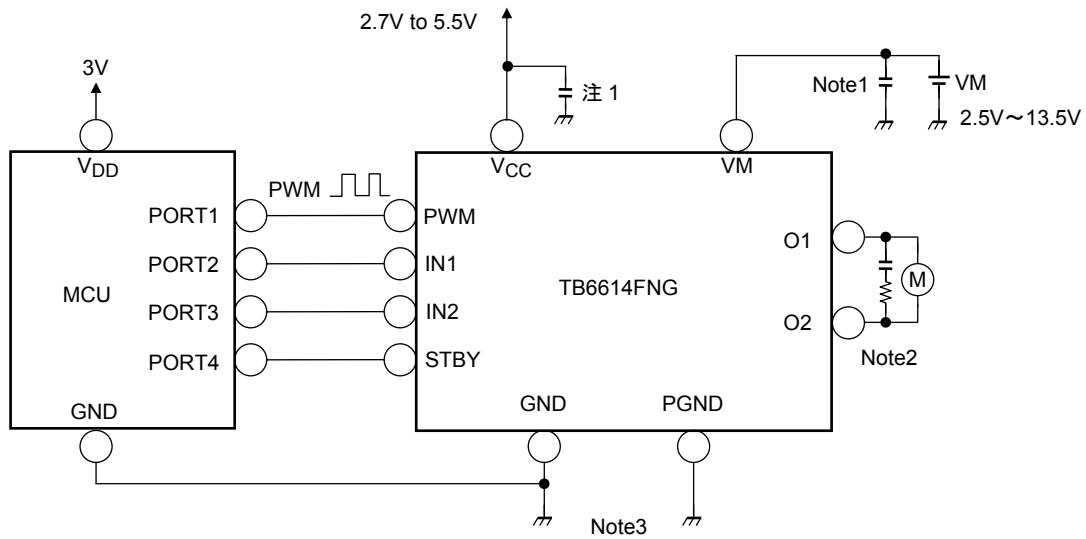 2.7V to 5.5V
3V
注 1
Note1
VM
2.5V～13.5V
VDD
VCC
VM
PWM
PORT1
PWM
O1
PORT2
IN1
MCU
TB6614FNG
M
PORT3
IN2
O2
PORT4
STBY
Note2
GND
GND
PGND
Note3